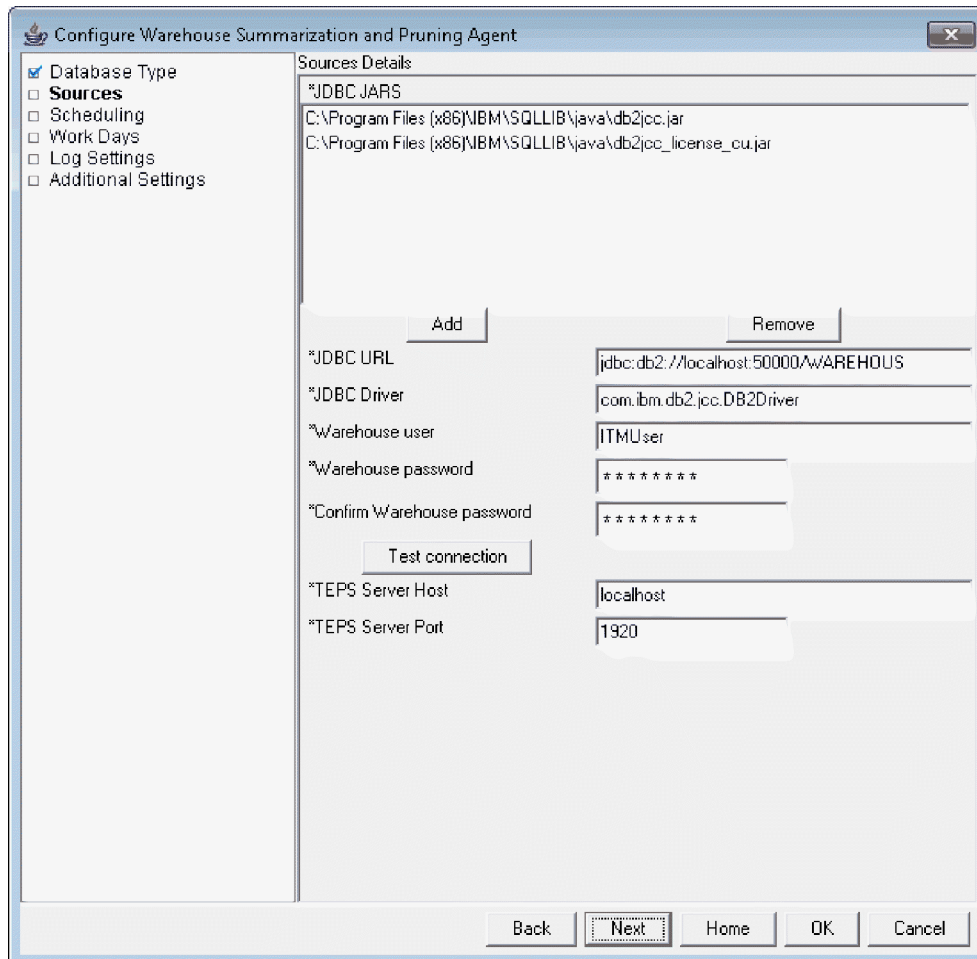 Configure Warehouse Summarization and Pruning Agent
Database Type
Sources
Scheduling
Work Days
Log Settings
Additional Settings
Sources Details
*JDBC JARS
C:\Program Files (x86)\IBM\SQLLIB\java\db2jcc.jar
C:\Program Files (x86)\IBM\SQLLIB\java\db2jcc_license_cu.jar
Add Remove
*JDBC URL jdbc:db2://localhost:50000/WAREHOUS
*JDBC Driver com.ibm.db2.jcc.DB2Driver
*Warehouse user ITMUser
*Warehouse password ********
*Confirm Warehouse password ********
Test connection
*TEPS Server Host localhost
*TEPS Server Port 1920
Back Next Home OK Cancel